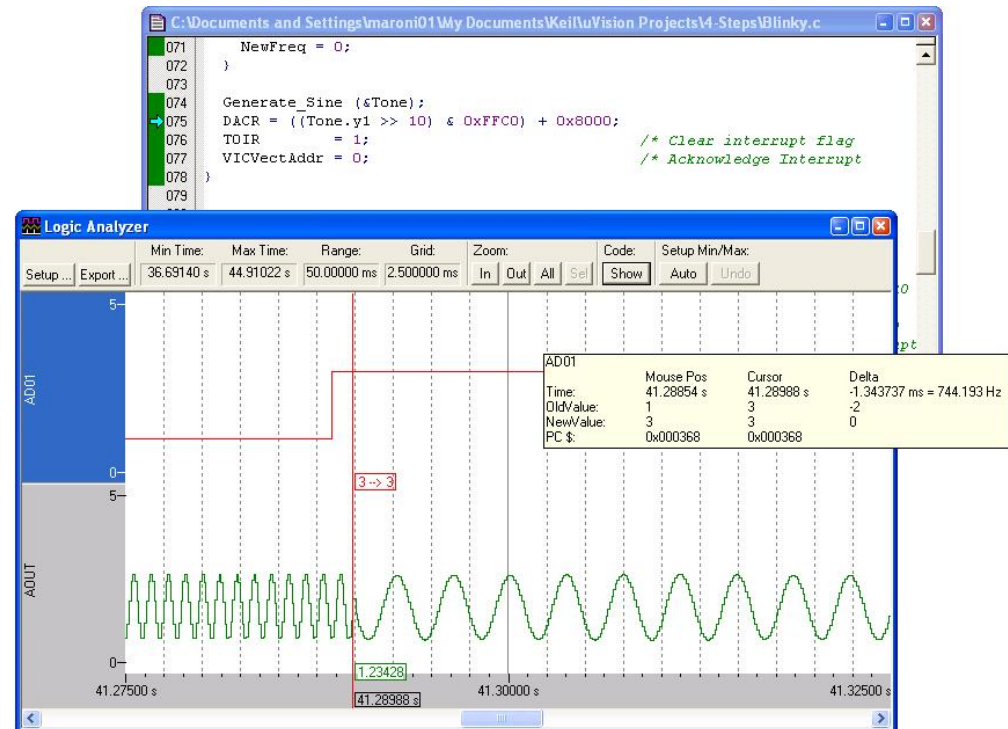 C:\Documents and Settings\maroni01\My Documents\Keil\uVision Projects\4-Steps\Blinky.c
071 NewFreq = 0;
072 }
073
074 Generate_Sine (&Tone);
075 DACR = ((Tone.y1 >> 10) & 0xFFC0) + 0x8000;
076 T0IR = 1; /* Clear interrupt flag
077 VICVectAddr = 0; /* Acknowledge Interrupt
078 }
079
Logic Analyzer
Min Time: Max Time: Range: Grid: Zoom: Code: Setup Min/Max:
Setup ... Export ... 36.69140 s 44.91022 s 50.00000 ms 2.500000 ms In Out All Sel Show Auto Undo
5
AD01
0
AD01
Mouse Pos Cursor Delta
Time: 41.28854 s 41.28988 s -1.343737 ms = 744.193 Hz
OldValue: 1 3 -2
NewValue: 3 3 0
PC $: 0x000368 0x000368
3 --> 3
5
AOUT
0
1.23428
41.27500 s 41.30000 s 41.32500 s
41.28988 s